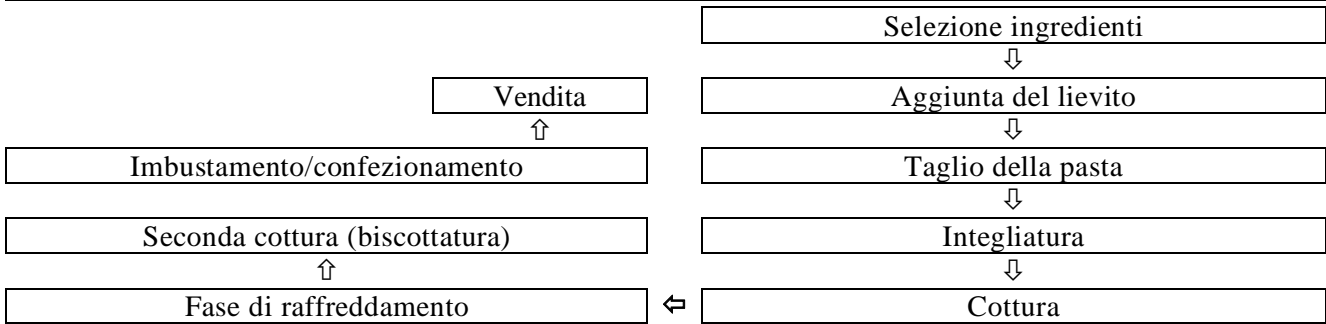 Selezione ingredienti
⇩
Vendita
Aggiunta del lievito
⇧
⇩
Imbustamento/confezionamento
Taglio della pasta
⇩
Seconda cottura (biscottatura)
Integliatura
⇧
⇩
Fase di raffreddamento
⇦
Cottura